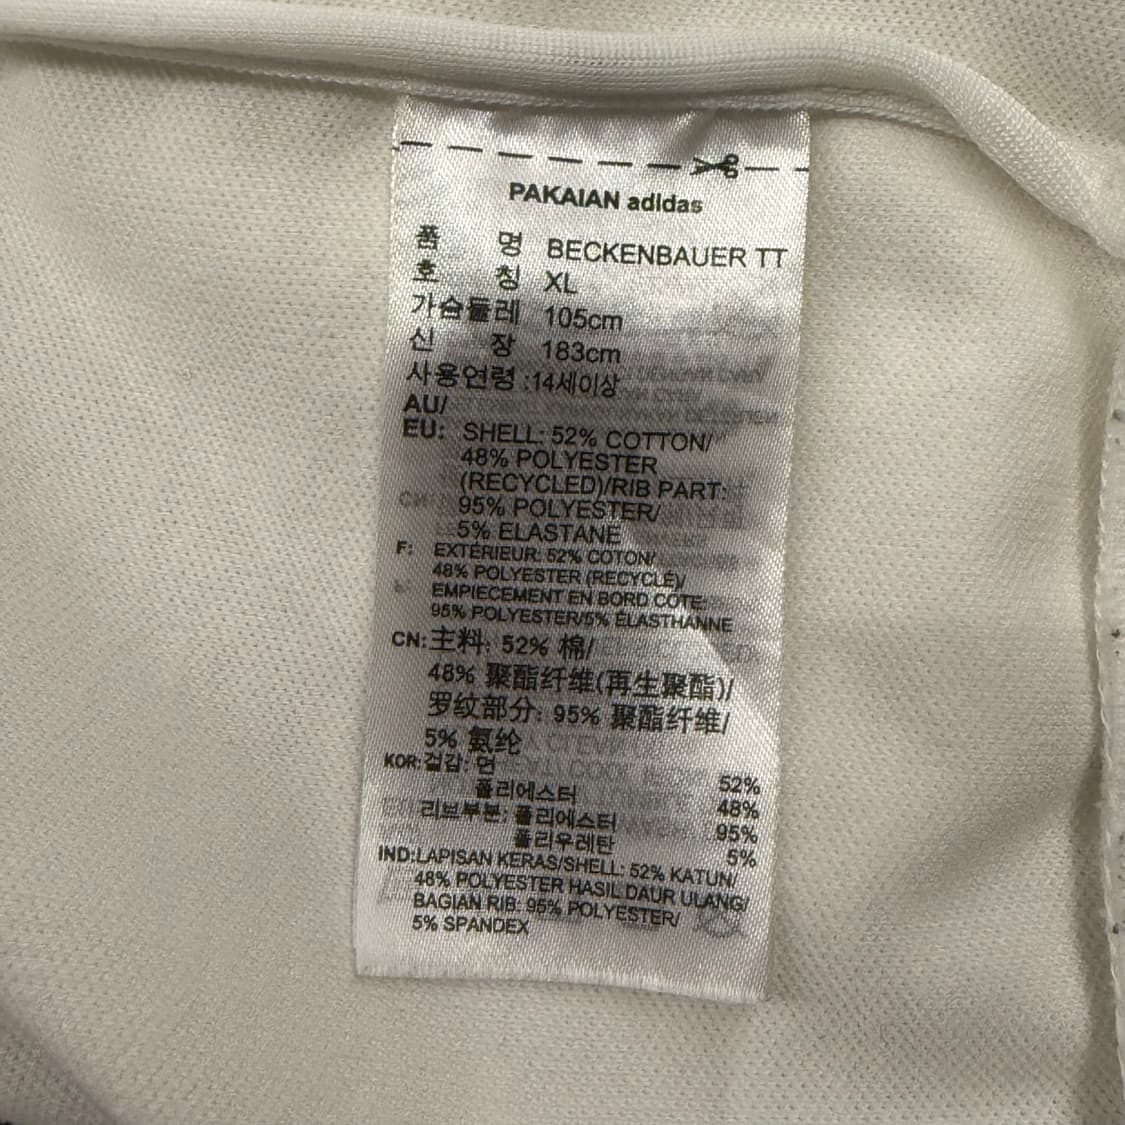 PAKAIAN adidas
품 명 BECKENBAUER TT
호 칭 XL
가슴둘레 105cm
신 장 183cm
사용연령 :14세이상
AU/
EU: SHELL: 52% COTTON/
48% POLYESTER
(RECYCLED)/RIB PART:
95% POLYESTER/
5% ELASTANE
F: EXTÉRIEUR: 52% COTON/
48% POLYESTER (RECYCLÉ)/
EMPIECEMENT EN BORD CÔTE:
95% POLYESTER/5% ÉLASTHANNE
CN: 主料: 52% 棉/
48% 聚酯纤维(再生聚酯)/
罗纹部分: 95% 聚酯纤维/
5% 氨纶
KOR: 겉감: 면 52%
폴리에스터 48%
리브부분: 폴리에스터 95%
폴리우레탄 5%
IND: LAPISAN KERAS/SHELL: 52% KATUN/
48% POLYESTER HASIL DAUR ULANG/
BAGIAN RIB: 95% POLYESTER/
5% SPANDEX